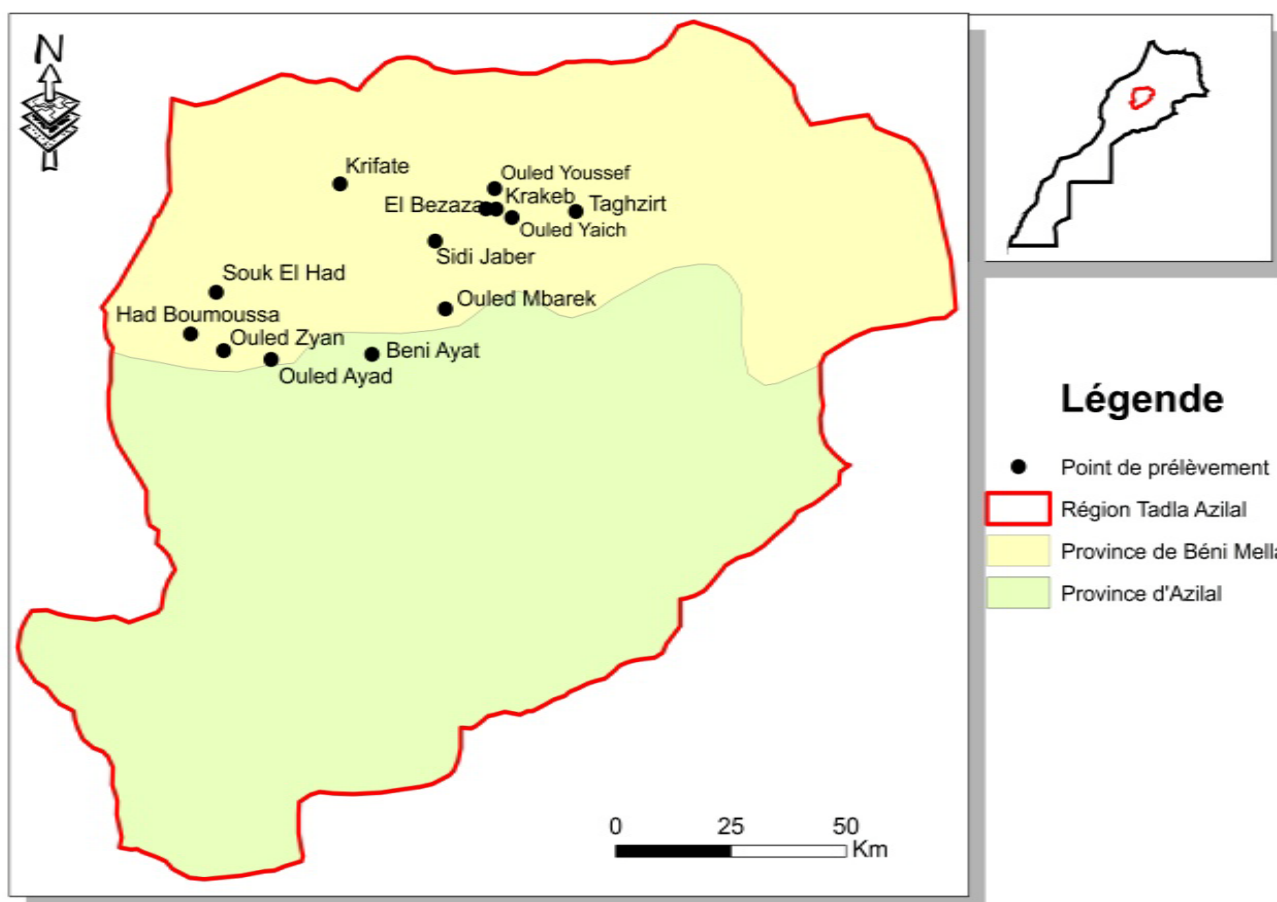 N
Krifate
Ouled Youssef
El Bezaza
Krakeb
Taghzirt
Ouled Yaich
Sidi Jaber
Souk El Had
Ouled Mbarek
Had Boumoussa
Ouled Zyan
Beni Ayat
Ouled Ayad
0 25 50
Km
Légende
Point de prélèvement
Région Tadla Azilal
Province de Béni Mella
Province d'Azilal